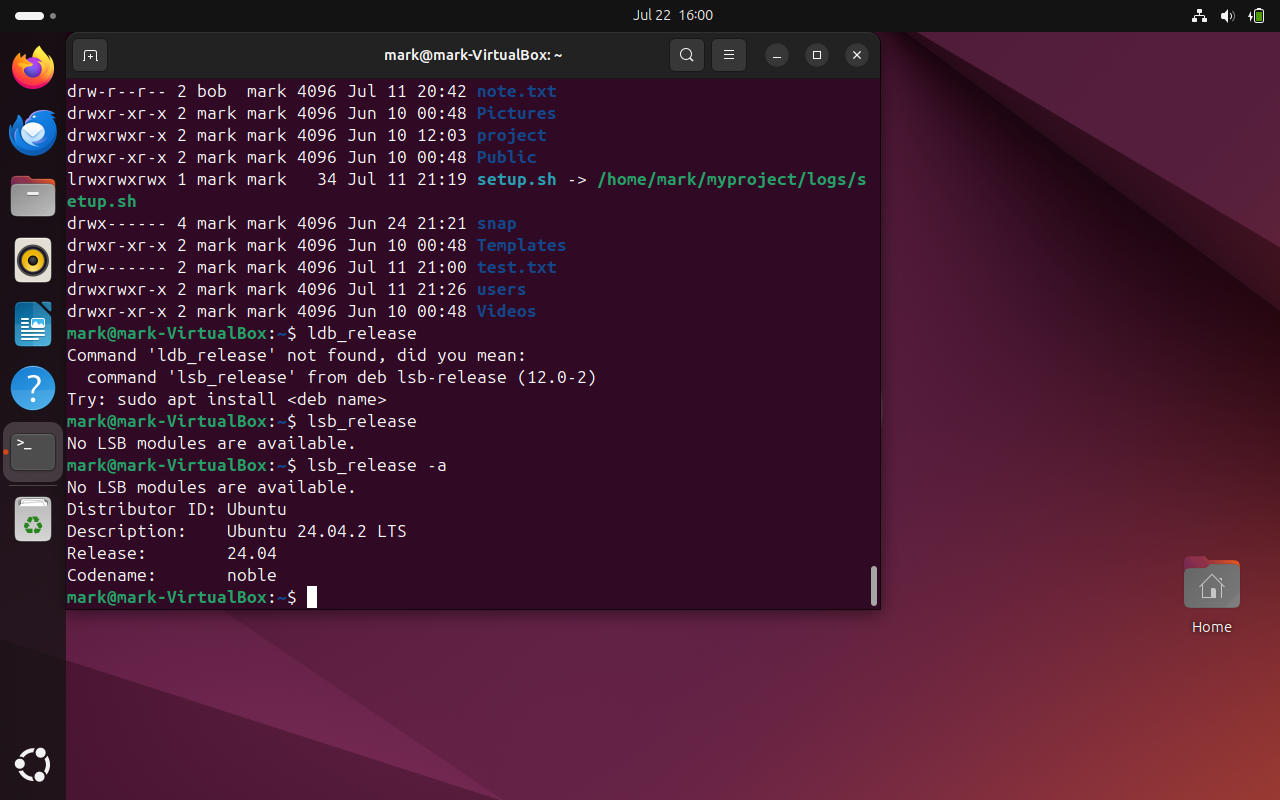 Jul 22 16:00
mark@mark-VirtualBox: ~
drw-r--r-- 2 bob  mark 4096 Jul 11 20:42 note.txt
drwxr-xr-x 2 mark mark 4096 Jun 10 00:48 Pictures
drwxrwxr-x 2 mark mark 4096 Jun 10 12:03 project
drwxr-xr-x 2 mark mark 4096 Jun 10 00:48 Public
lrwxrwxrwx 1 mark mark   34 Jul 11 21:19 setup.sh -> /home/mark/myproject/logs/s
etup.sh
drwx------ 4 mark mark 4096 Jun 24 21:21 snap
drwxr-xr-x 2 mark mark 4096 Jun 10 00:48 Templates
drw------- 2 mark mark 4096 Jul 11 21:00 test.txt
drwxrwxr-x 2 mark mark 4096 Jul 11 21:26 users
drwxr-xr-x 2 mark mark 4096 Jun 10 00:48 Videos
mark@mark-VirtualBox:~$ ldb_release
Command 'ldb_release' not found, did you mean:
  command 'lsb_release' from deb lsb-release (12.0-2)
Try: sudo apt install <deb name>
mark@mark-VirtualBox:~$ lsb_release
No LSB modules are available.
mark@mark-VirtualBox:~$ lsb_release -a
No LSB modules are available.
Distributor ID: Ubuntu
Description:    Ubuntu 24.04.2 LTS
Release:        24.04
Codename:       noble
mark@mark-VirtualBox:~$
Home